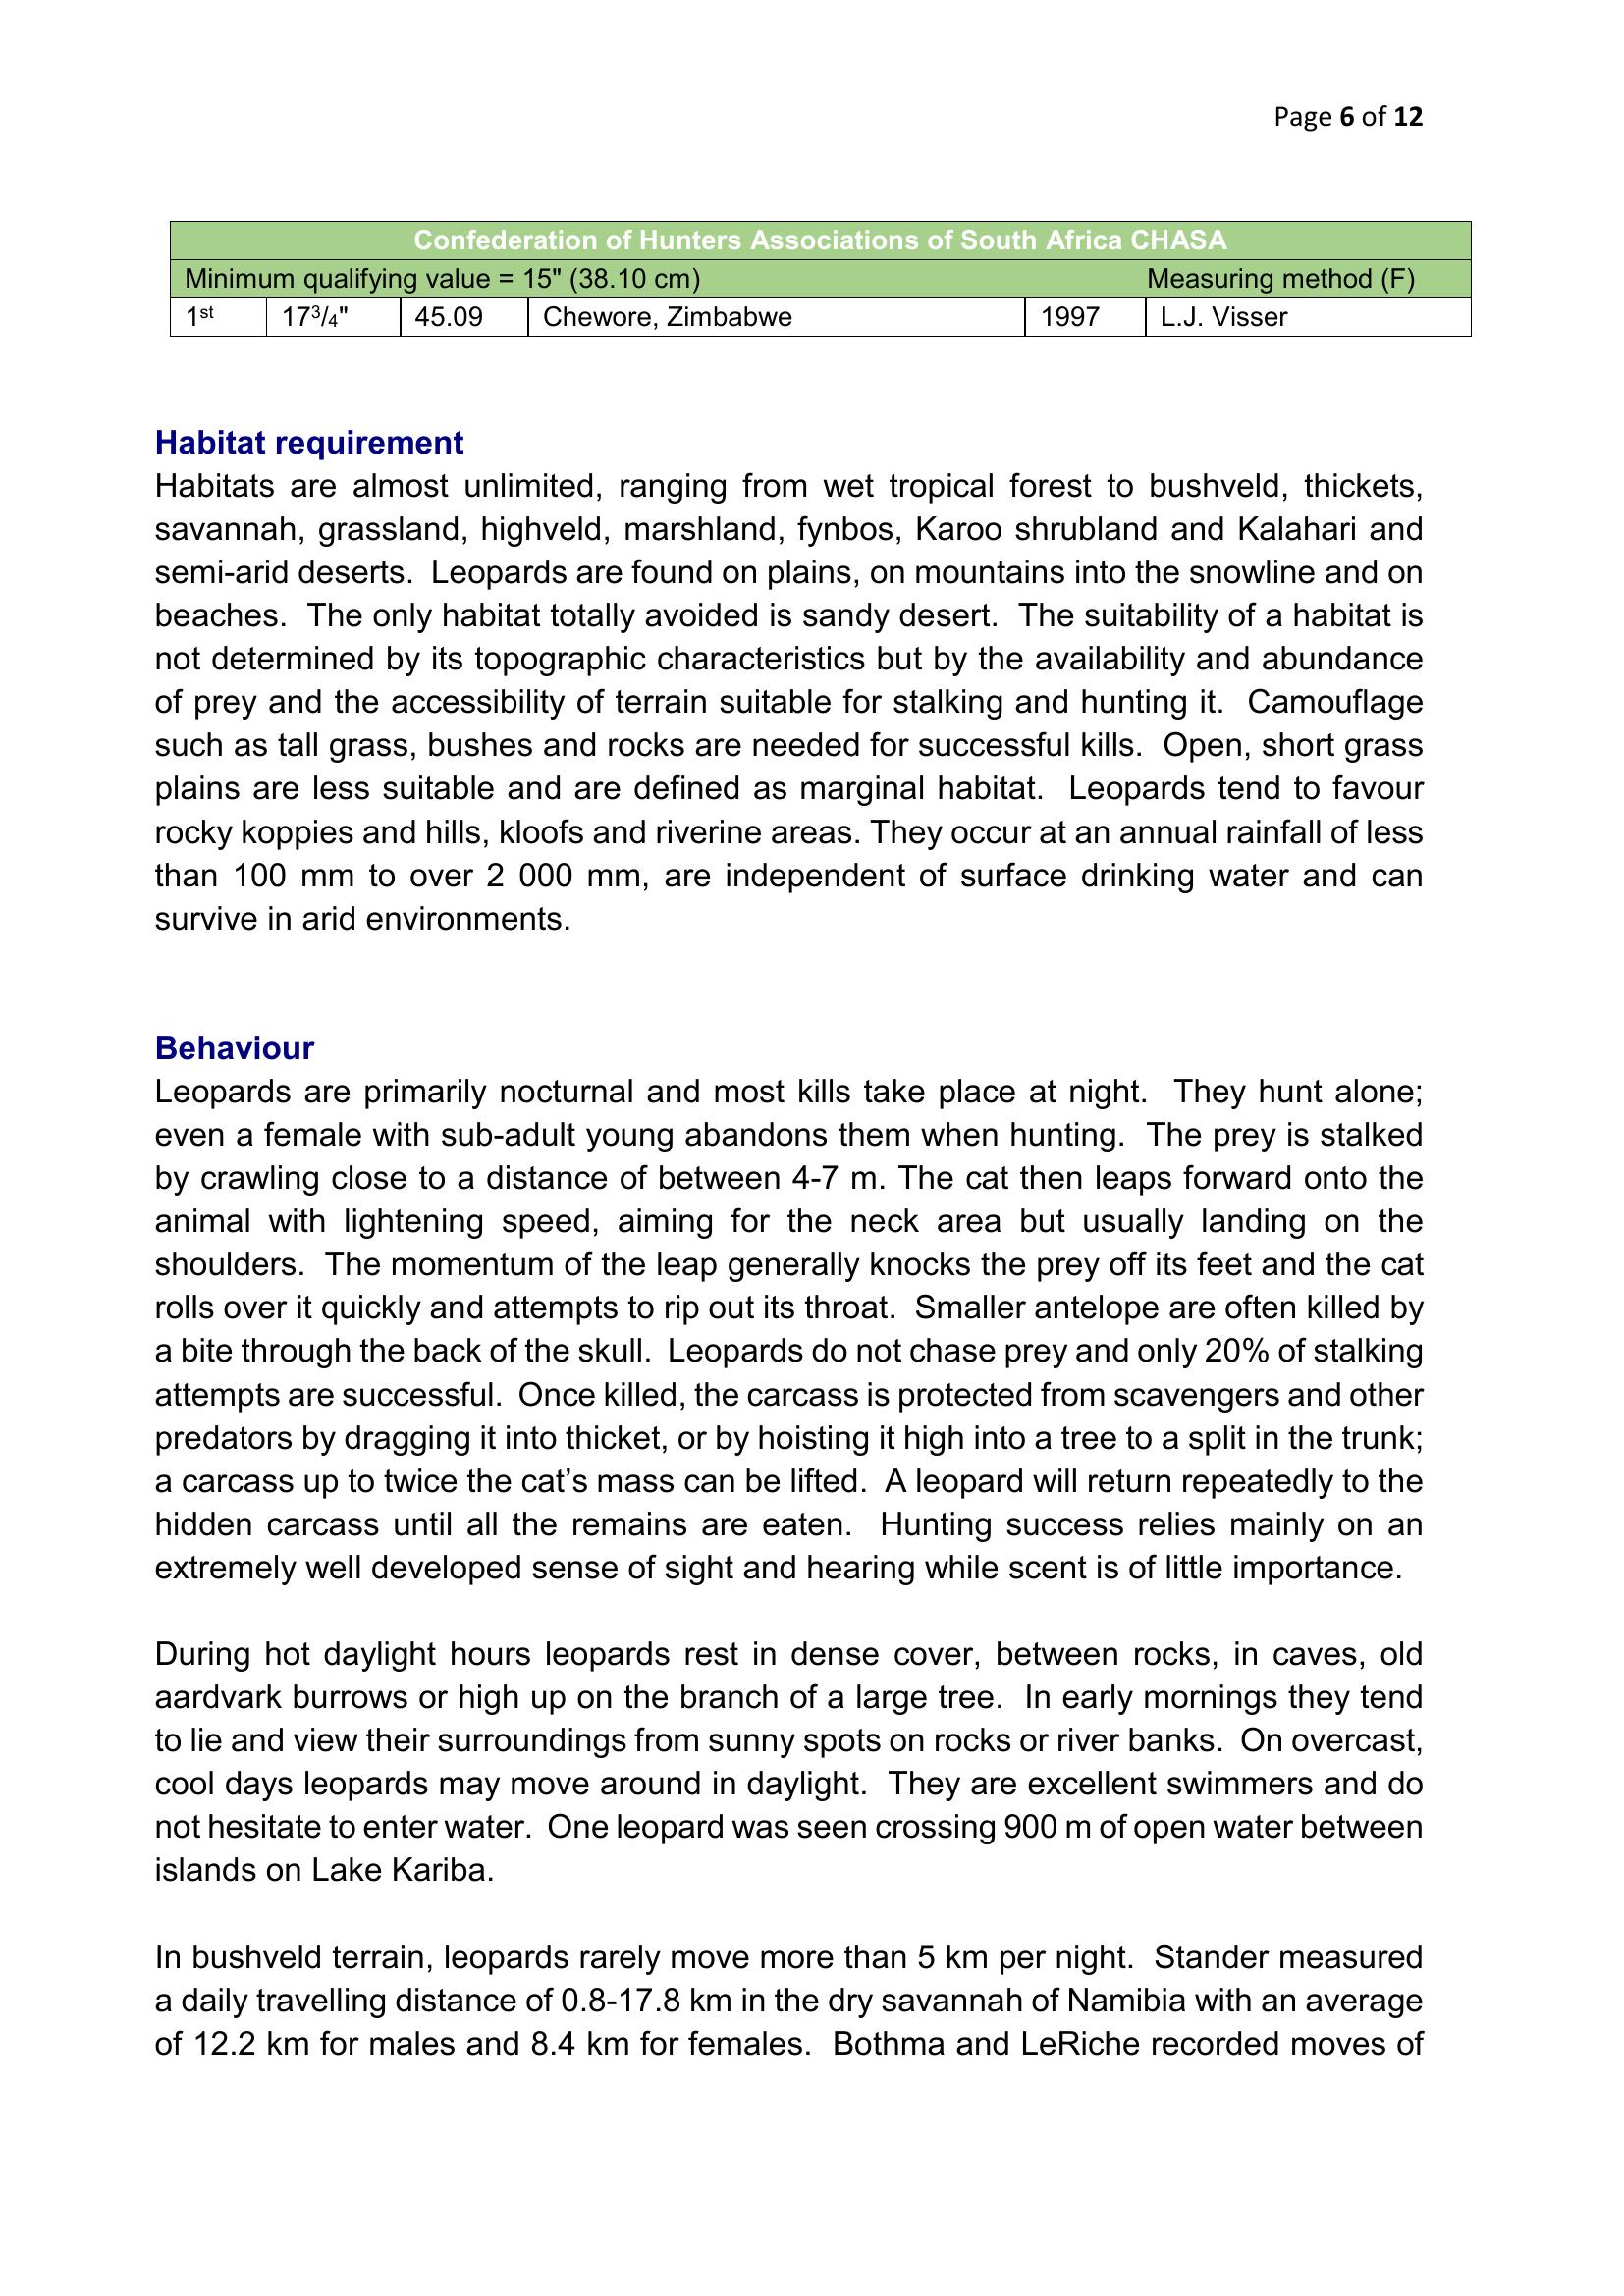 Page 6 of 12
Confederation of Hunters Associations of South Africa CHASA
Minimum qualifying value = 15" (38.10 cm) Measuring method (F)
1st 173/4" 45.09 Chewore, Zimbabwe 1997 L.J. Visser
Habitat requirement
Habitats are almost unlimited, ranging from wet tropical forest to bushveld, thickets,
savannah, grassland, highveld, marshland, fynbos, Karoo shrubland and Kalahari and
semi-arid deserts. Leopards are found on plains, on mountains into the snowline and on
beaches. The only habitat totally avoided is sandy desert. The suitability of a habitat is
not determined by its topographic characteristics but by the availability and abundance
of prey and the accessibility of terrain suitable for stalking and hunting it. Camouflage
such as tall grass, bushes and rocks are needed for successful kills. Open, short grass
plains are less suitable and are defined as marginal habitat. Leopards tend to favour
rocky koppies and hills, kloofs and riverine areas. They occur at an annual rainfall of less
than 100 mm to over 2 000 mm, are independent of surface drinking water and can
survive in arid environments.
Behaviour
Leopards are primarily nocturnal and most kills take place at night. They hunt alone;
even a female with sub-adult young abandons them when hunting. The prey is stalked
by crawling close to a distance of between 4-7 m. The cat then leaps forward onto the
animal with lightening speed, aiming for the neck area but usually landing on the
shoulders. The momentum of the leap generally knocks the prey off its feet and the cat
rolls over it quickly and attempts to rip out its throat. Smaller antelope are often killed by
a bite through the back of the skull. Leopards do not chase prey and only 20% of stalking
attempts are successful. Once killed, the carcass is protected from scavengers and other
predators by dragging it into thicket, or by hoisting it high into a tree to a split in the trunk;
a carcass up to twice the cat’s mass can be lifted. A leopard will return repeatedly to the
hidden carcass until all the remains are eaten. Hunting success relies mainly on an
extremely well developed sense of sight and hearing while scent is of little importance.
During hot daylight hours leopards rest in dense cover, between rocks, in caves, old
aardvark burrows or high up on the branch of a large tree. In early mornings they tend
to lie and view their surroundings from sunny spots on rocks or river banks. On overcast,
cool days leopards may move around in daylight. They are excellent swimmers and do
not hesitate to enter water. One leopard was seen crossing 900 m of open water between
islands on Lake Kariba.
In bushveld terrain, leopards rarely move more than 5 km per night. Stander measured
a daily travelling distance of 0.8-17.8 km in the dry savannah of Namibia with an average
of 12.2 km for males and 8.4 km for females. Bothma and LeRiche recorded moves of